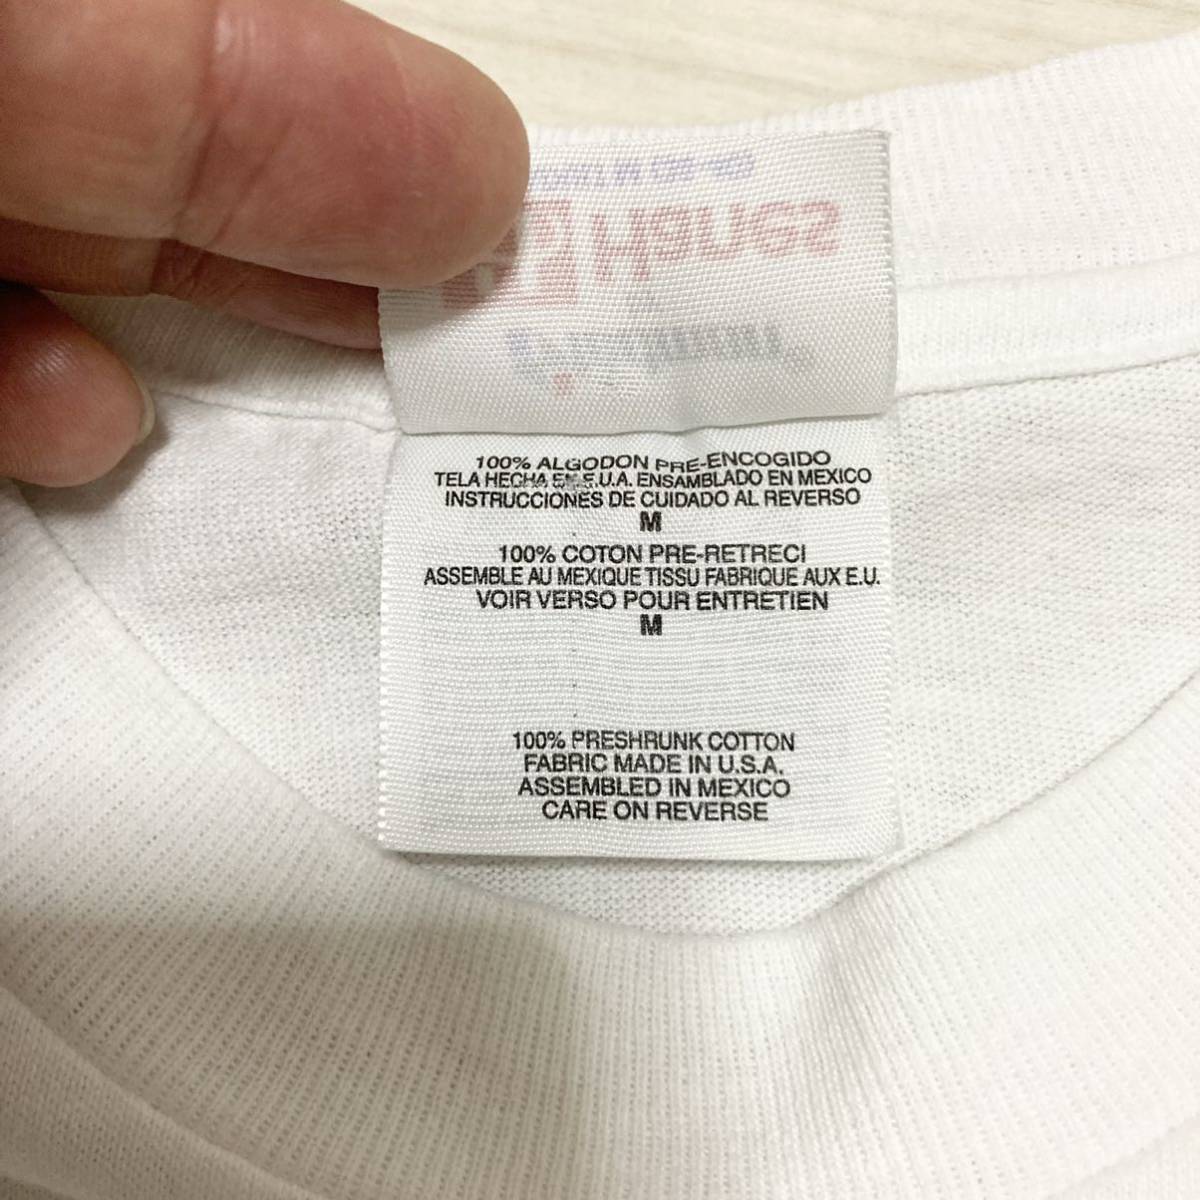 Hanes
100% ALGODON PRE-ENCOGIDO
TELA HECHA EN E.U.A. ENSAMBLADO EN MEXICO
INSTRUCCIONES DE CUIDADO AL REVERSO
M
100% COTON PRE-RETRECI
ASSEMBLE AU MEXIQUE TISSU FABRIQUE AUX E.U.
VOIR VERSO POUR ENTRETIEN
M
100% PRESHRUNK COTTON
FABRIC MADE IN U.S.A.
ASSEMBLED IN MEXICO
CARE ON REVERSE